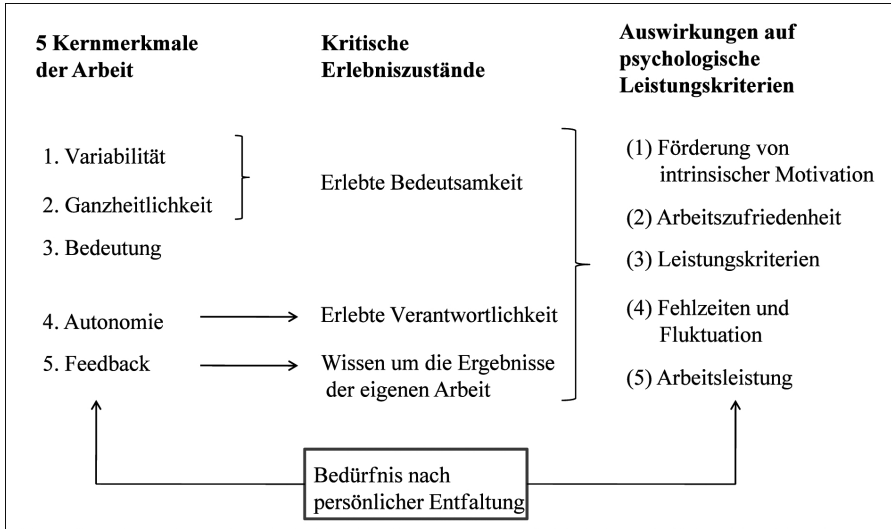 5 Kernmerkmale
der Arbeit
1. Variabilität
2. Ganzheitlichkeit
3. Bedeutung
4. Autonomie
5. Feedback
Kritische
Erlebniszustände
Erlebte Bedeutsamkeit
Erlebte Verantwortlichkeit
Wissen um die Ergebnisse
der eigenen Arbeit
Auswirkungen auf
psychologische
Leistungskriterien
(1) Förderung von
intrinsischer Motivation
(2) Arbeitszufriedenheit
(3) Leistungskriterien
(4) Fehlzeiten und
Fluktuation
(5) Arbeitsleistung
Bedürfnis nach
persönlicher Entfaltung